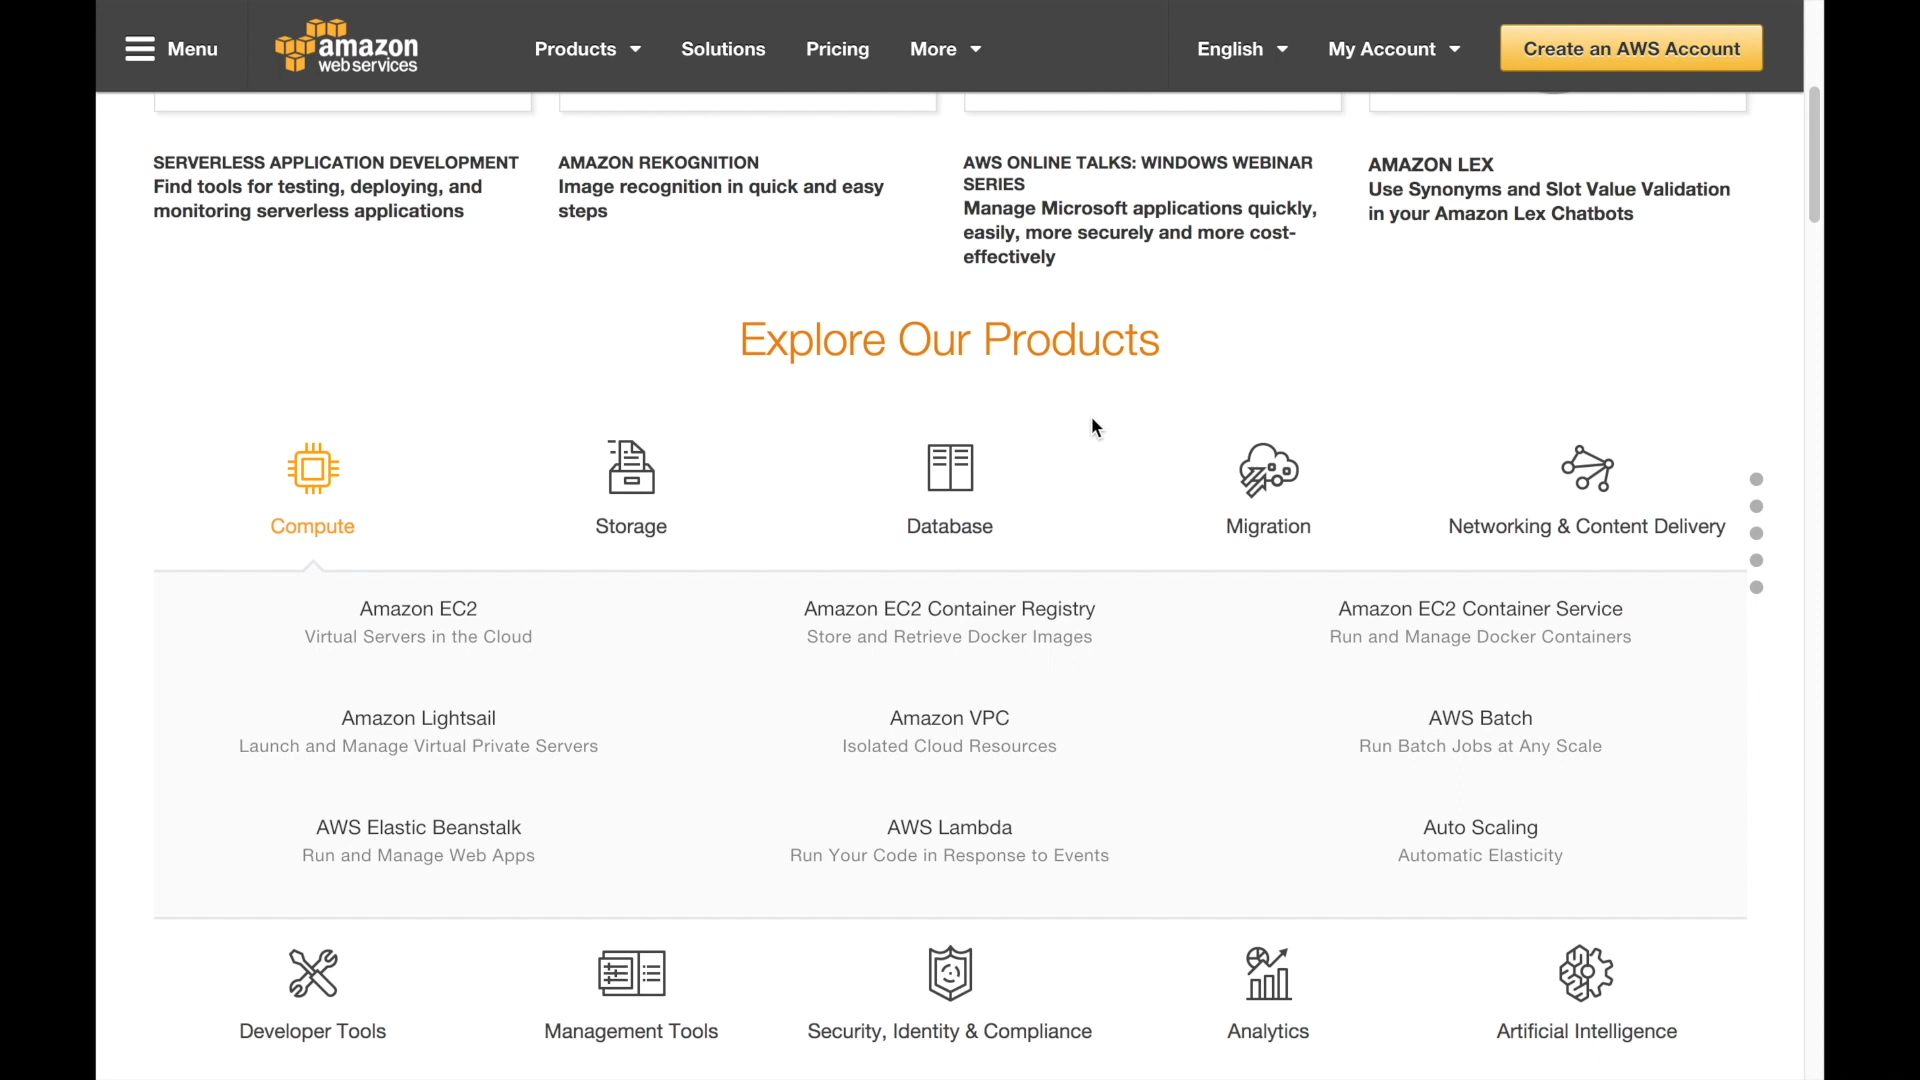 Menu
amazon
webservices
Products
Solutions
Pricing
More
English
My Account
Create an AWS Account
SERVERLESS APPLICATION DEVELOPMENT
Find tools for testing, deploying, and
monitoring serverless applications
AMAZON REKOGNITION
Image recognition in quick and easy
steps
AWS ONLINE TALKS: WINDOWS WEBINAR
SERIES
Manage Microsoft applications quickly,
easily, more securely and more cost-
effectively
AMAZON LEX
Use Synonyms and Slot Value Validation
in your Amazon Lex Chatbots
Explore Our Products
Compute
Storage
Database
Migration
Networking & Content Delivery
Amazon EC2
Virtual Servers in the Cloud
Amazon EC2 Container Registry
Store and Retrieve Docker Images
Amazon EC2 Container Service
Run and Manage Docker Containers
Amazon Lightsail
Launch and Manage Virtual Private Servers
Amazon VPC
Isolated Cloud Resources
AWS Batch
Run Batch Jobs at Any Scale
AWS Elastic Beanstalk
Run and Manage Web Apps
AWS Lambda
Run Your Code in Response to Events
Auto Scaling
Automatic Elasticity
Developer Tools
Management Tools
Security, Identity & Compliance
Analytics
Artificial Intelligence